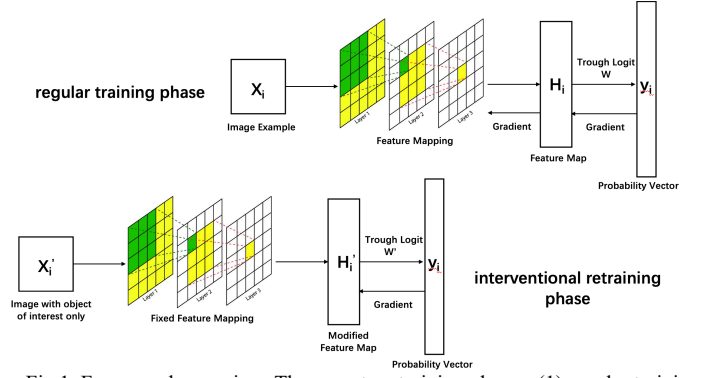 regular training phase
Xi
Image Example
Layer 1
Layer 2
Layer 3
Feature Mapping
Gradient
Hi
Feature Map
Trough Logit
W
Gradient
yi
Probability Vector
Xi'
Image with object
of interest only
Layer 1
Layer 2
Layer 3
Fixed Feature Mapping
Hi'
Modified
Feature Map
Trough Logit
W'
Gradient
yi
Probability Vector
interventional retraining
phase